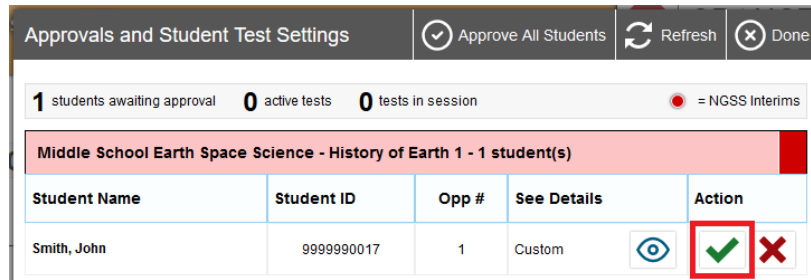 Approvals and Student Test Settings Approve All Students Refresh Done
1 students awaiting approval 0 active tests 0 tests in session = NGSS Interims
Middle School Earth Space Science - History of Earth 1 - 1 student(s)
Student Name Student ID Opp # See Details Action
Smith, John 9999990017 1 Custom